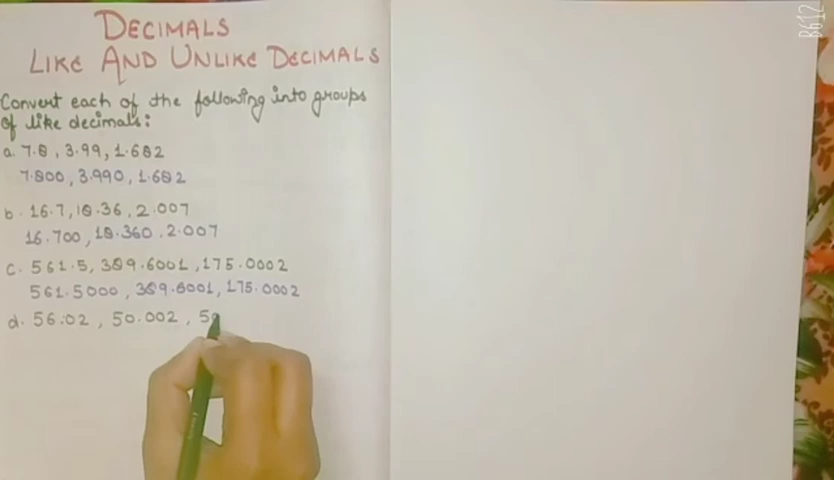 DECIMALS
LIKE AND UNLIKE DECIMALS
Convert each of the following into groups
of like decimals:
a. 7.8, 3.99, 1.682
7.800, 3.990, 1.682
b. 16.7, 18.36, 2.007
16.700, 18.360, 2.007
c. 561.5, 389.6001, 175.0002
561.5000, 389.6001, 175.0002
d. 56.02, 50.002, 5
B612